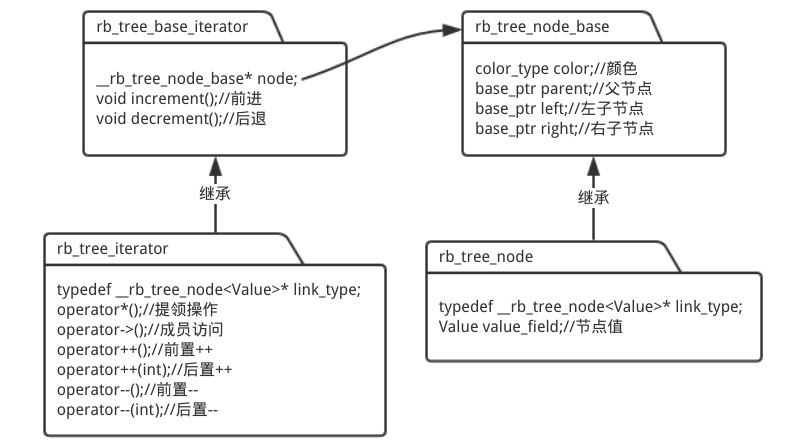 rb_tree_base_iterator
__rb_tree_node_base* node;
void increment();//前进
void decrement();//后退
rb_tree_node_base
color_type color;//颜色
base_ptr parent;//父节点
base_ptr left;//左子节点
base_ptr right;//右子节点
继承
继承
rb_tree_iterator
typedef __rb_tree_node<Value>* link_type;
operator*();//提领操作
operator->();//成员访问
operator++();//前置++
operator++(int);//后置++
operator--();//前置--
operator--(int);//后置--
rb_tree_node
typedef __rb_tree_node<Value>* link_type;
Value value_field;//节点值